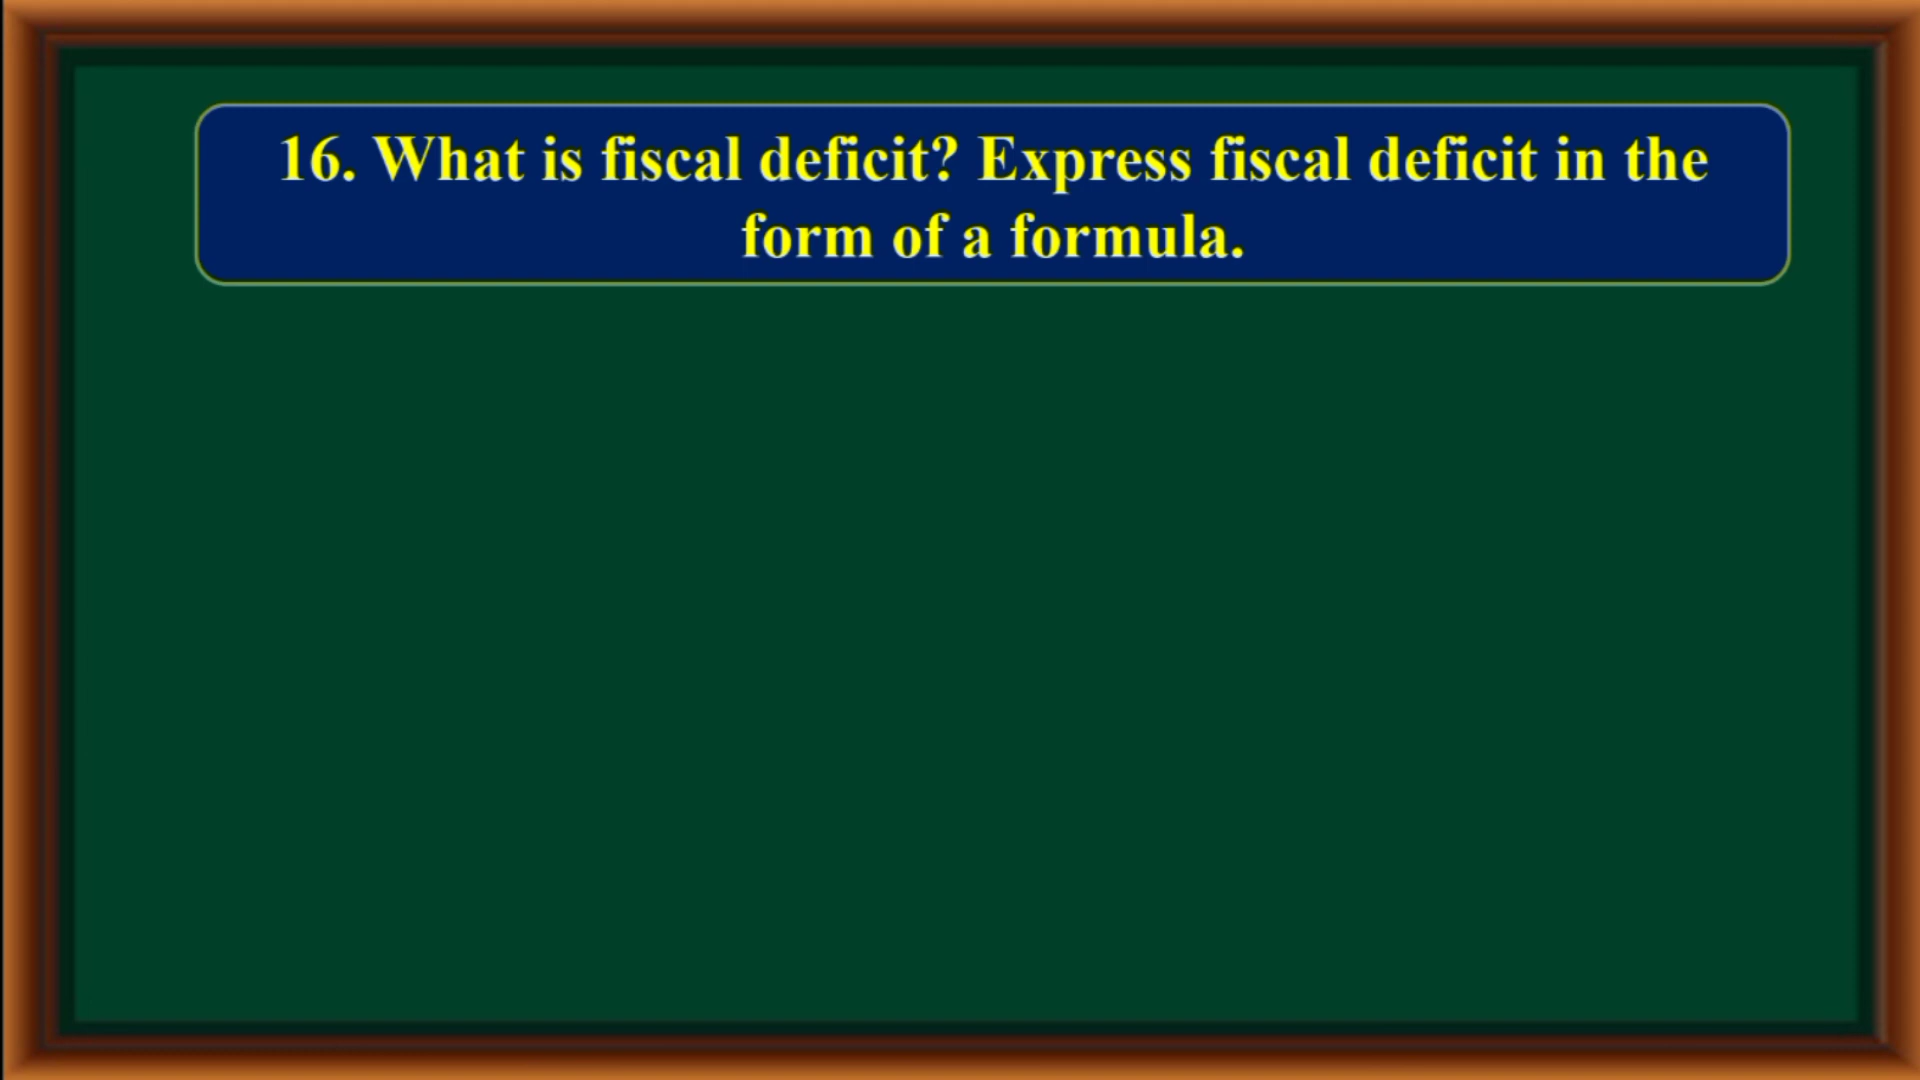 16. What is fiscal deficit? Express fiscal deficit in the
form of a formula.